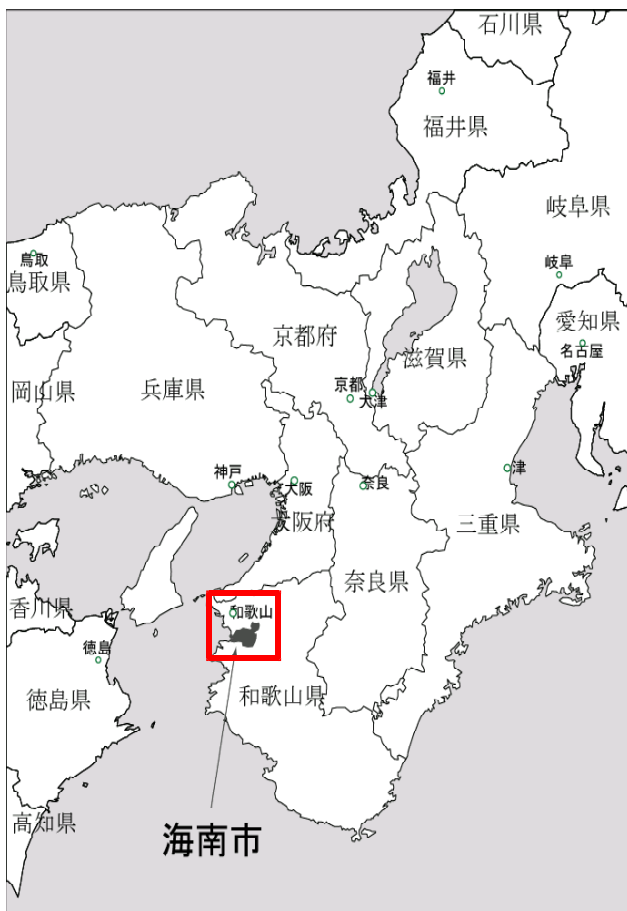 石川県
福井
福井県
岐阜県
鳥取
鳥取県
岐阜
愛知県
名古屋
京都府
滋賀県
岡山県
兵庫県
京都
大津
神戸
大阪
奈良
津
大阪府
三重県
奈良県
香川県
和歌山
徳島
徳島県
和歌山県
高知県
海南市